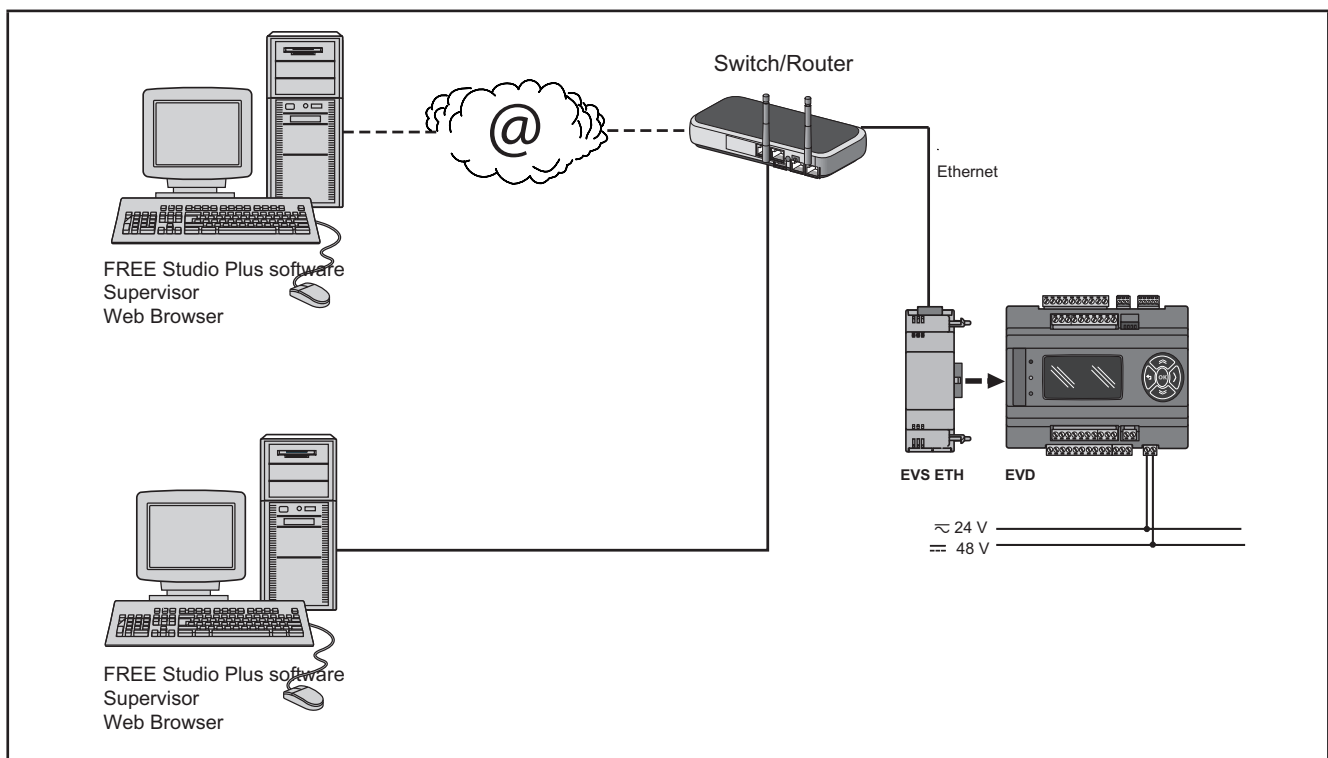 Switch/Router
@
Ethernet
FREE Studio Plus software
Supervisor
Web Browser
OK
EVS ETH
EVD
24 V
48 V
FREE Studio Plus software
Supervisor
Web Browser